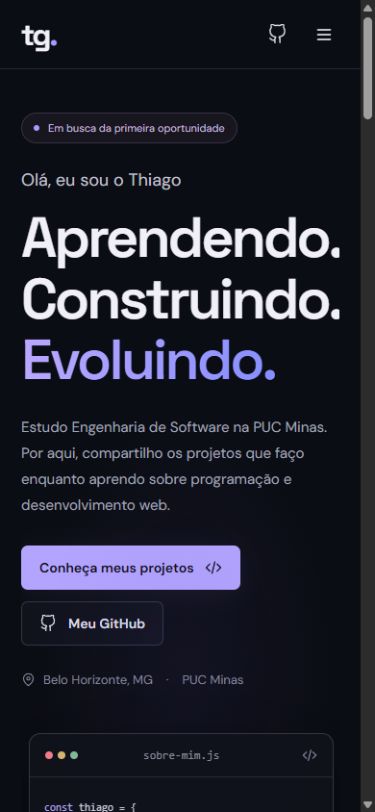 tg.
Em busca da primeira oportunidade
Olá, eu sou o Thiago
Aprendendo.
Construindo.
Evoluindo.
Estudo Engenharia de Software na PUC Minas.
Por aqui, compartilho os projetos que faço
enquanto aprendo sobre programação e
desenvolvimento web.
Conheça meus projetos </>
Meu GitHub
Belo Horizonte, MG · PUC Minas
sobre-mim.js </>
const thiago = {